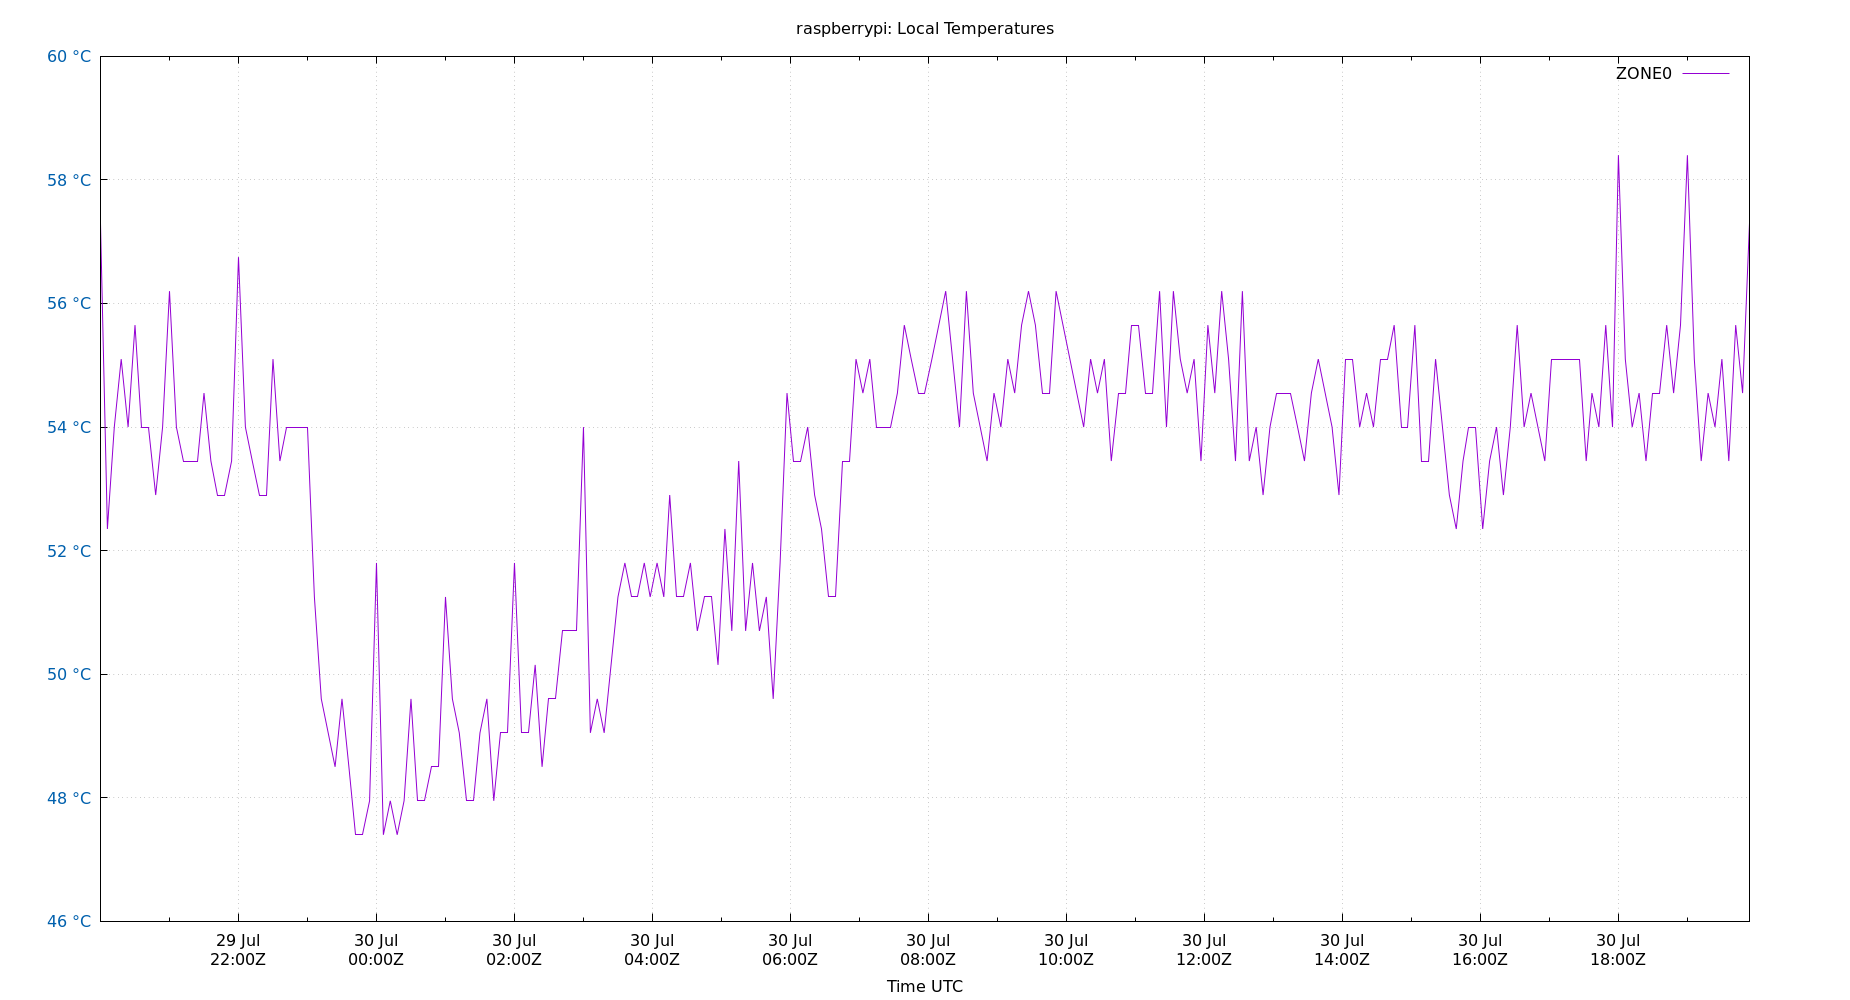 raspberrypi: Local Temperatures
60 °C
ZONE0
58 °C
56 °C
54 °C
52 °C
50 °C
48 °C
46 °C
29 Jul 30 Jul 30 Jul 30 Jul 30 Jul 30 Jul 30 Jul 30 Jul 30 Jul 30 Jul 30 Jul
22:00Z 00:00Z 02:00Z 04:00Z 06:00Z 08:00Z 10:00Z 12:00Z 14:00Z 16:00Z 18:00Z
Time UTC